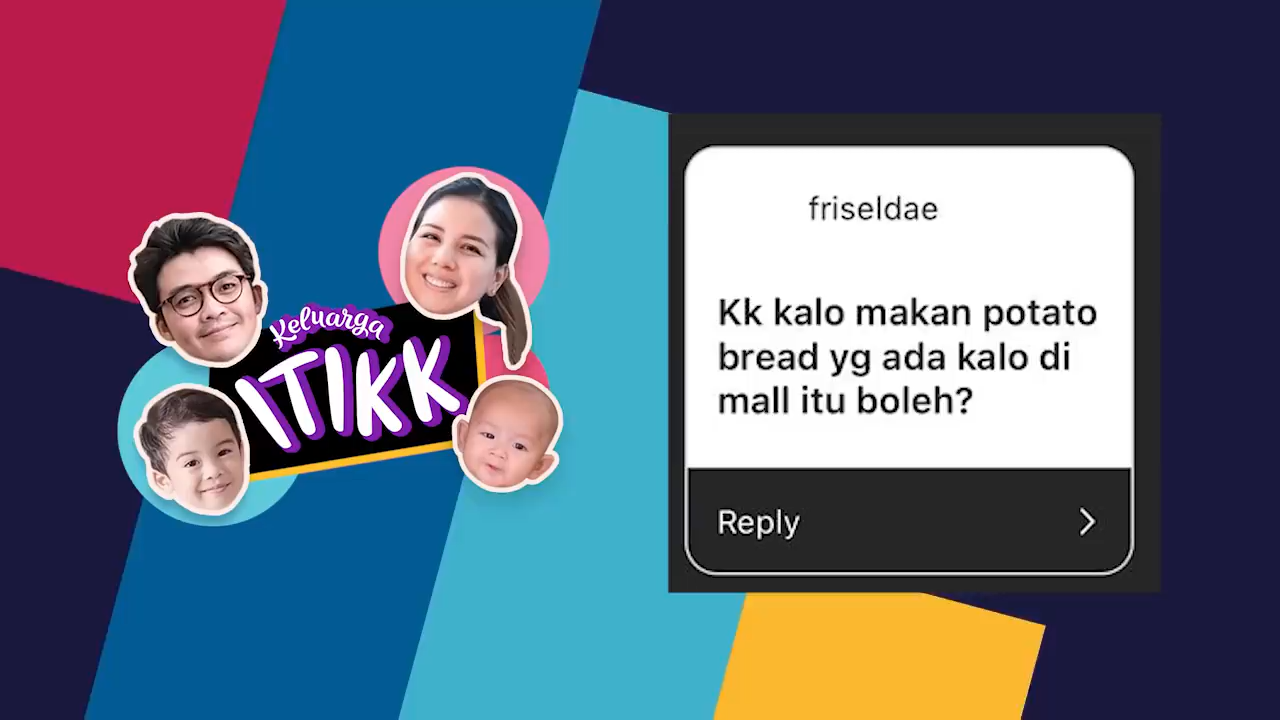 Keluarga
ITIKK
friseldae
Kk kalo makan potato
bread yg ada kalo di
mall itu boleh?
Reply